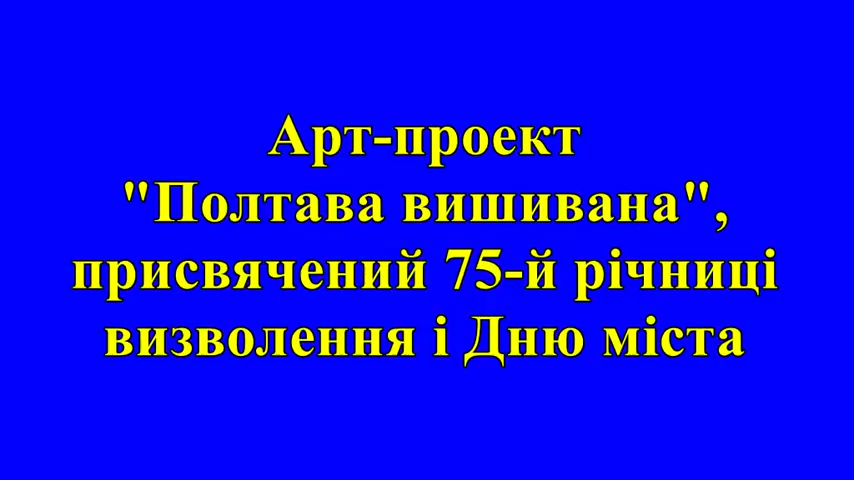 Арт-проект
"Полтава вишивана",
присвячений 75-й річниці
визволення і Дню міста